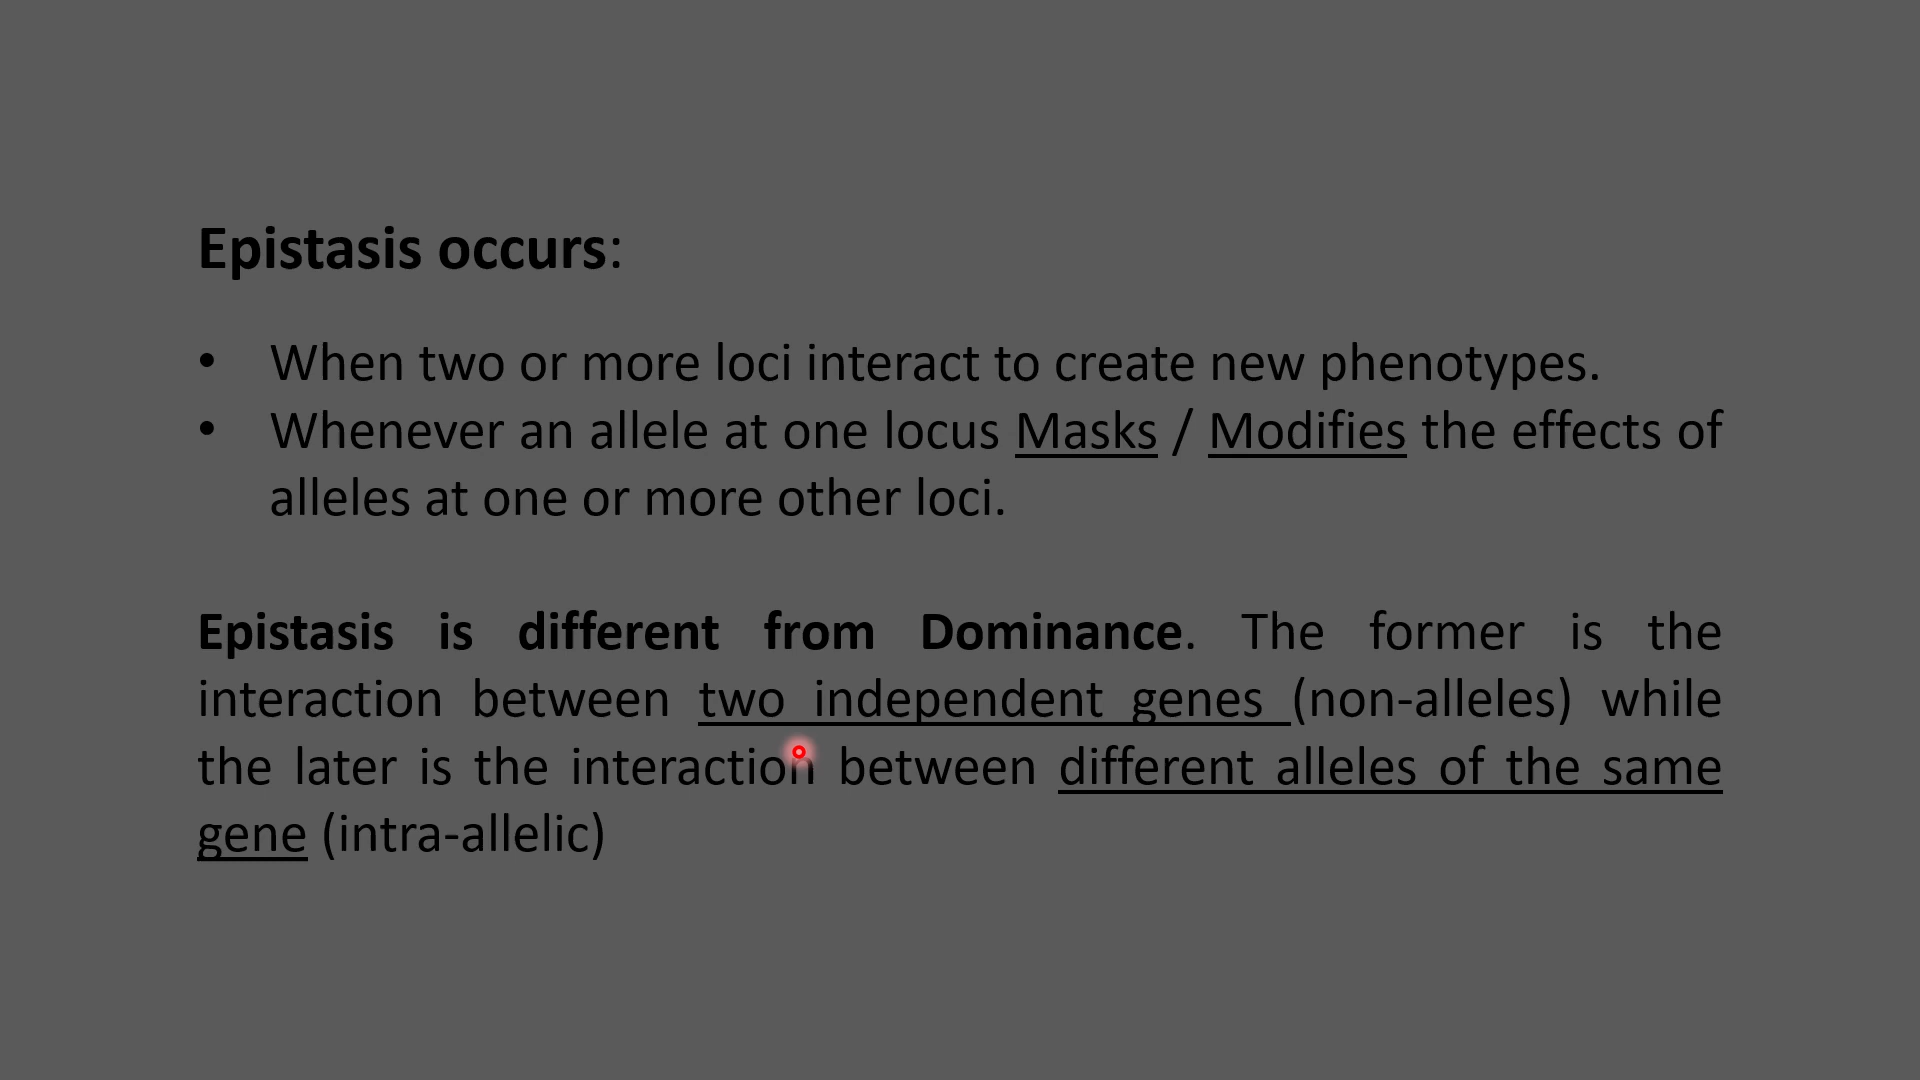 Epistasis occurs:
• When two or more loci interact to create new phenotypes.
• Whenever an allele at one locus Masks / Modifies the effects of
alleles at one or more other loci.
Epistasis is different from Dominance. The former is the
interaction between two independent genes (non-alleles) while
the later is the interaction between different alleles of the same
gene (intra-allelic)